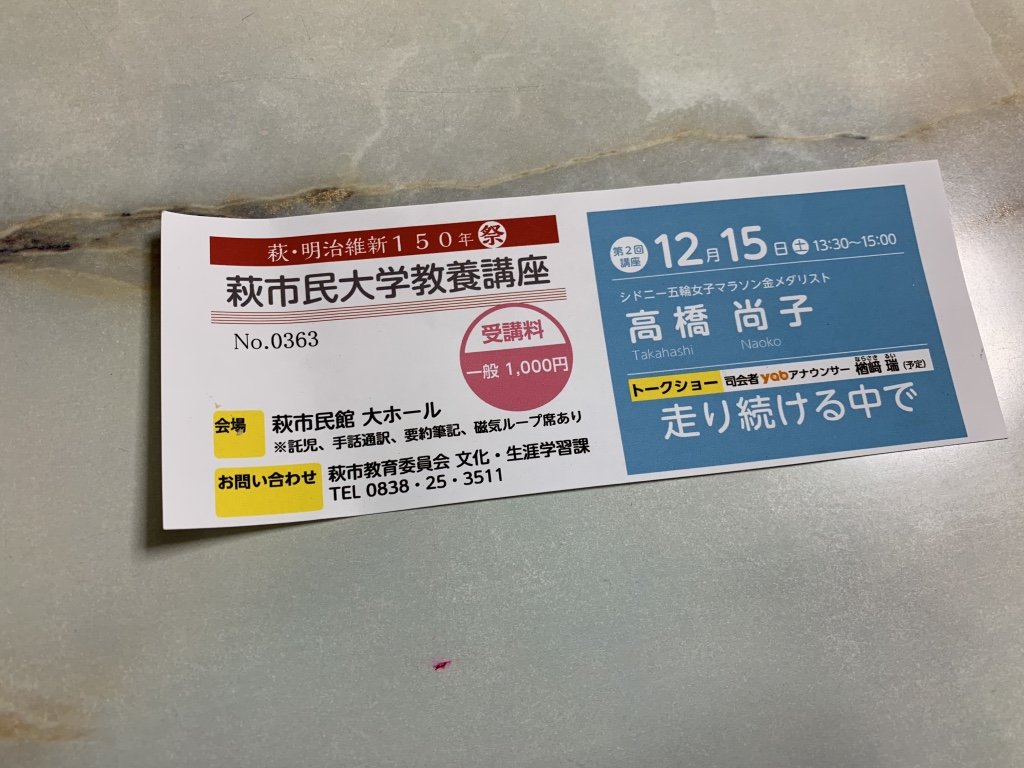 萩・明治維新150年祭
萩市民大学教養講座
No.0363
受講料
一般 1,000円
会場
萩市民館 大ホール
※託児、手話通訳、要約筆記、磁気ループ席あり
お問い合わせ
萩市教育委員会 文化・生涯学習課
TEL 0838・25・3511
第2回
講座
12月15日(土) 13:30～15:00
シドニー五輪女子マラソン金メダリスト
高橋 尚子
Takahashi Naoko
ならさき るい
トークショー 司会者 yab アナウンサー 楢﨑 瑞 (予定)
走り続ける中で